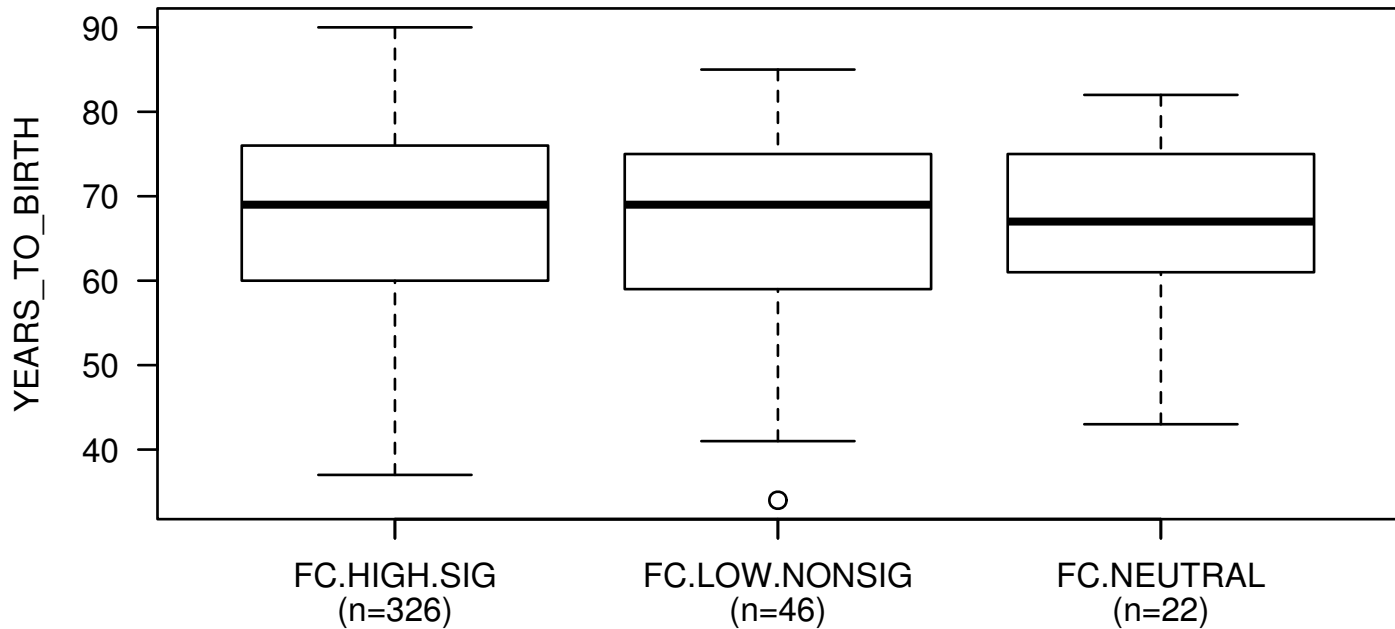 YEARS_TO_BIRTH
90
80
70
60
50
40
FC.HIGH.SIG
(n=326)
FC.LOW.NONSIG
(n=46)
FC.NEUTRAL
(n=22)